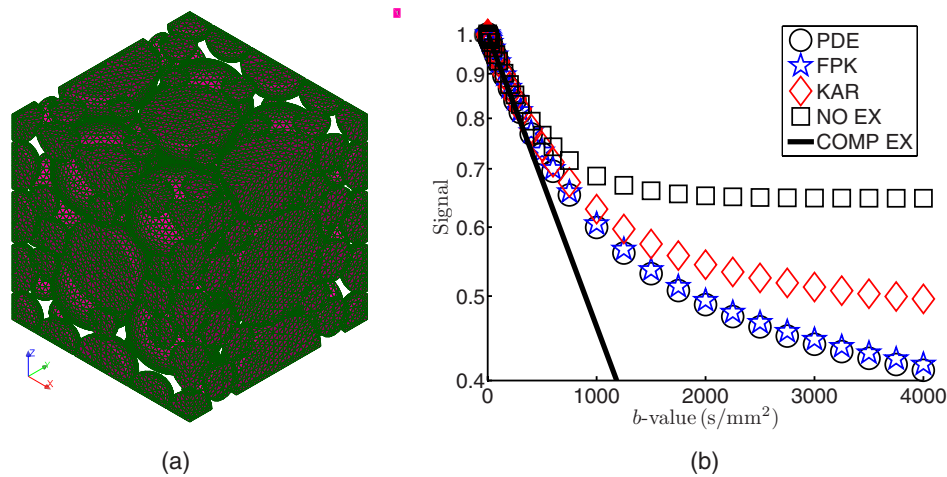 Z
Y
X
(a)
PDE
FPK
KAR
NO EX
COMP EX
1.0
0.9
0.8
0.7
0.6
0.5
0.4
Signal
0 1000 2000 3000 4000
b-value (s/mm²)
(b)